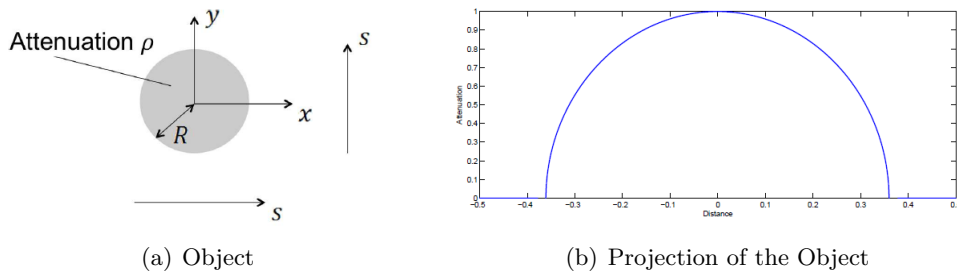 Attenuation ρ
y
s
x
R
s
(a) Object
Attenuation
1
0.9
0.8
0.7
0.6
0.5
0.4
0.3
0.2
0.1
0
−0.5 −0.4 −0.3 −0.2 −0.1 0 0.1 0.2 0.3 0.4
Distance
(b) Projection of the Object